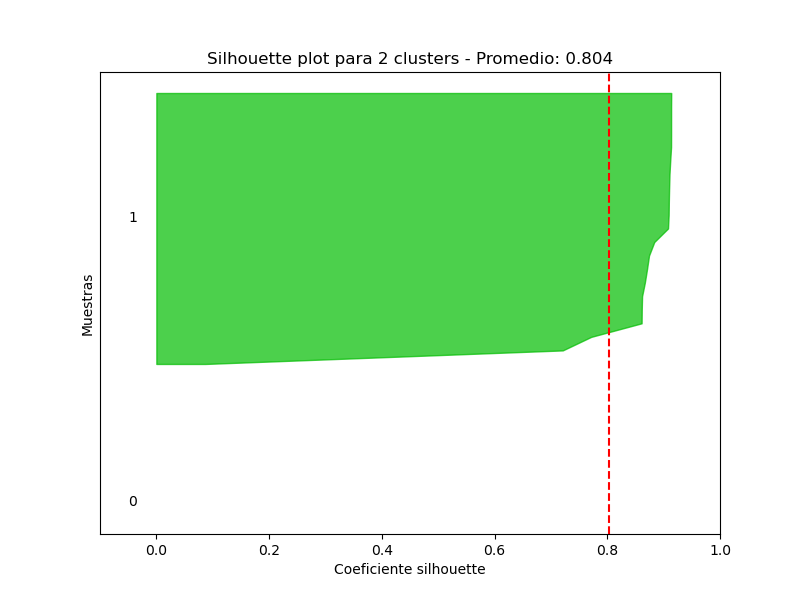 Silhouette plot para 2 clusters - Promedio: 0.804
Muestras
1
0
0.0 0.2 0.4 0.6 0.8 1.0
Coeficiente silhouette